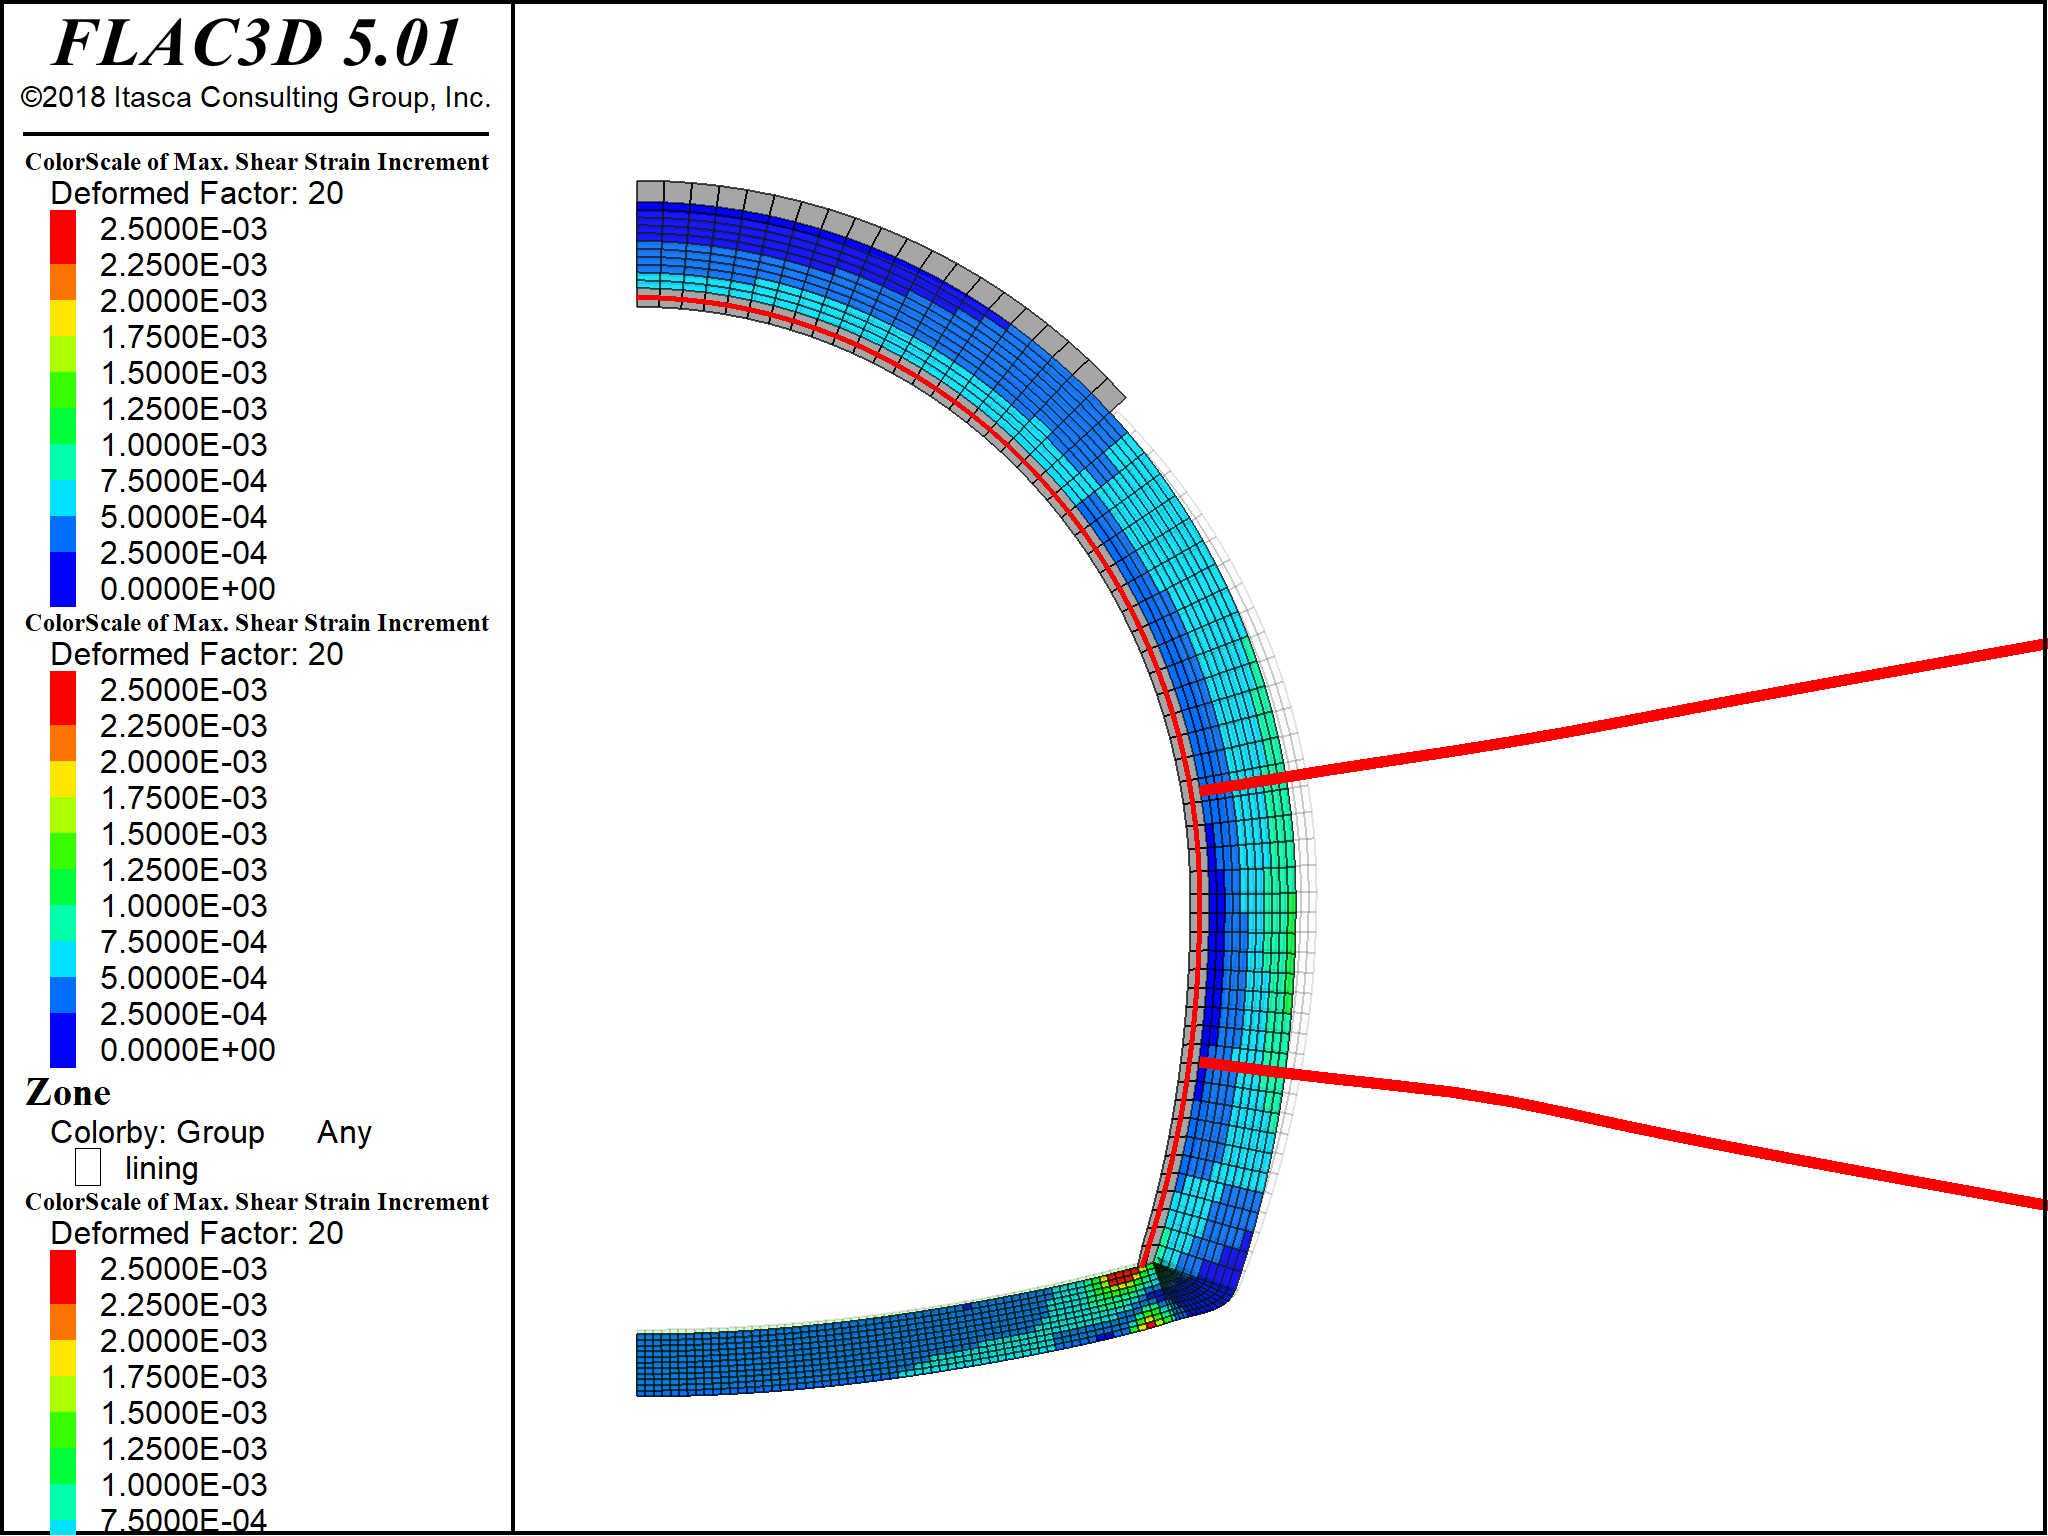 FLAC3D 5.01
©2018 Itasca Consulting Group, Inc.
ColorScale of Max. Shear Strain Increment
Deformed Factor: 20
2.5000E-03
2.2500E-03
2.0000E-03
1.7500E-03
1.5000E-03
1.2500E-03
1.0000E-03
7.5000E-04
5.0000E-04
2.5000E-04
0.0000E+00
ColorScale of Max. Shear Strain Increment
Deformed Factor: 20
2.5000E-03
2.2500E-03
2.0000E-03
1.7500E-03
1.5000E-03
1.2500E-03
1.0000E-03
7.5000E-04
5.0000E-04
2.5000E-04
0.0000E+00
Zone
Colorby: Group Any
lining
ColorScale of Max. Shear Strain Increment
Deformed Factor: 20
2.5000E-03
2.2500E-03
2.0000E-03
1.7500E-03
1.5000E-03
1.2500E-03
1.0000E-03
7.5000E-04